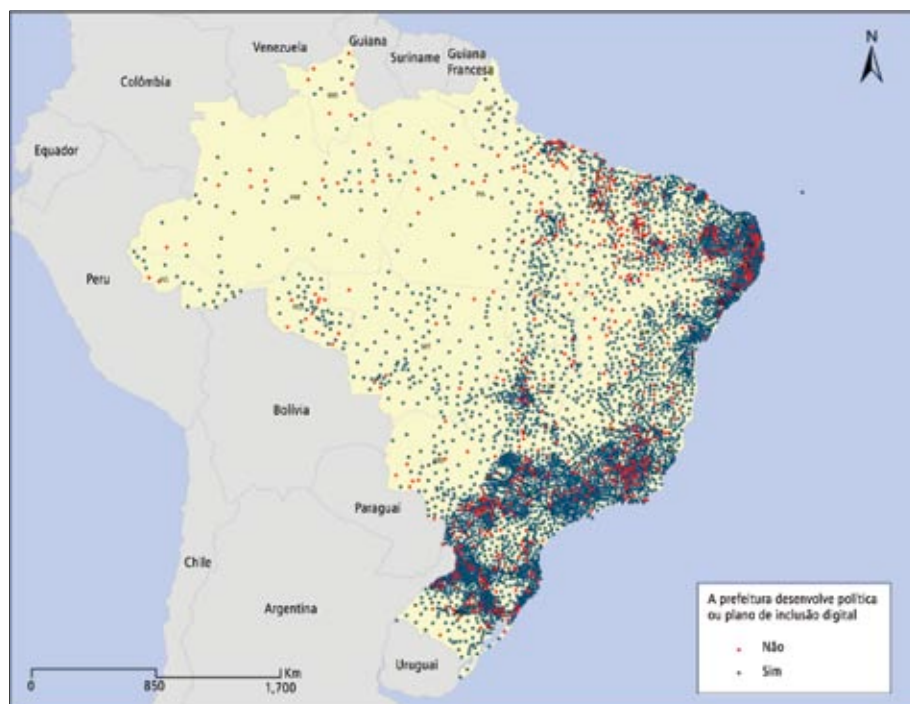 N
Venezuela
Guiana
Suriname
Guiana
Francesa
Colômbia
Equador
Peru
Bolívia
Paraguai
Chile
Argentina
Uruguai
A prefeitura desenvolve política
ou plano de inclusão digital
Não
Sim
Km
0
850
1,700